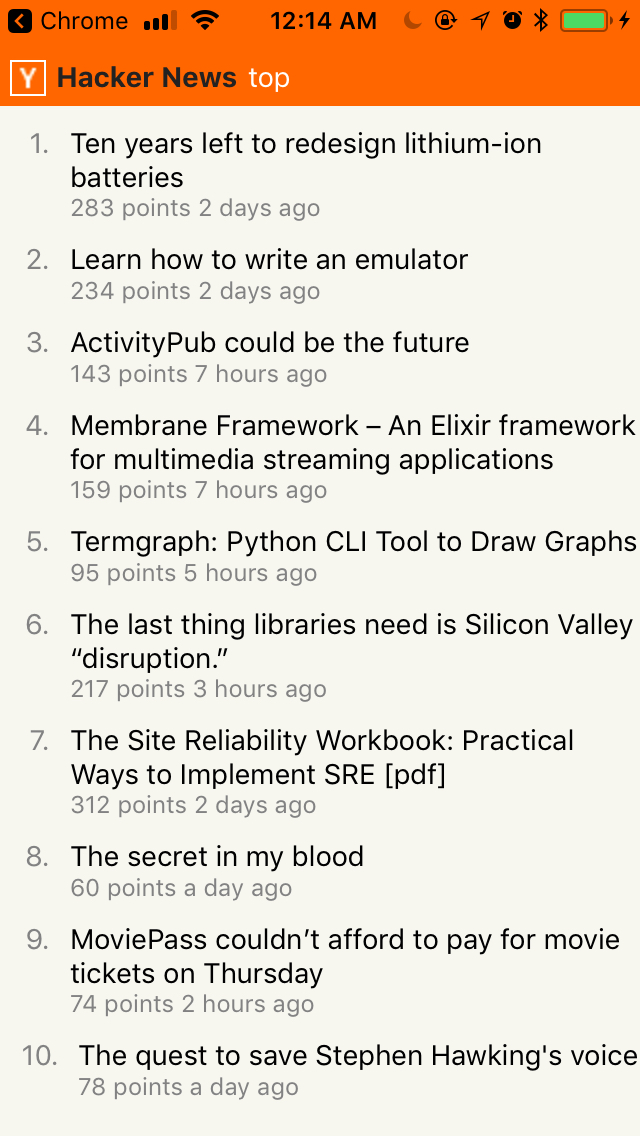 Chrome 12:14 AM
Y Hacker News top
1. Ten years left to redesign lithium-ion
batteries
283 points 2 days ago
2. Learn how to write an emulator
234 points 2 days ago
3. ActivityPub could be the future
143 points 7 hours ago
4. Membrane Framework – An Elixir framework
for multimedia streaming applications
159 points 7 hours ago
5. Termgraph: Python CLI Tool to Draw Graphs
95 points 5 hours ago
6. The last thing libraries need is Silicon Valley
“disruption.”
217 points 3 hours ago
7. The Site Reliability Workbook: Practical
Ways to Implement SRE [pdf]
312 points 2 days ago
8. The secret in my blood
60 points a day ago
9. MoviePass couldn’t afford to pay for movie
tickets on Thursday
74 points 2 hours ago
10. The quest to save Stephen Hawking's voice
78 points a day ago